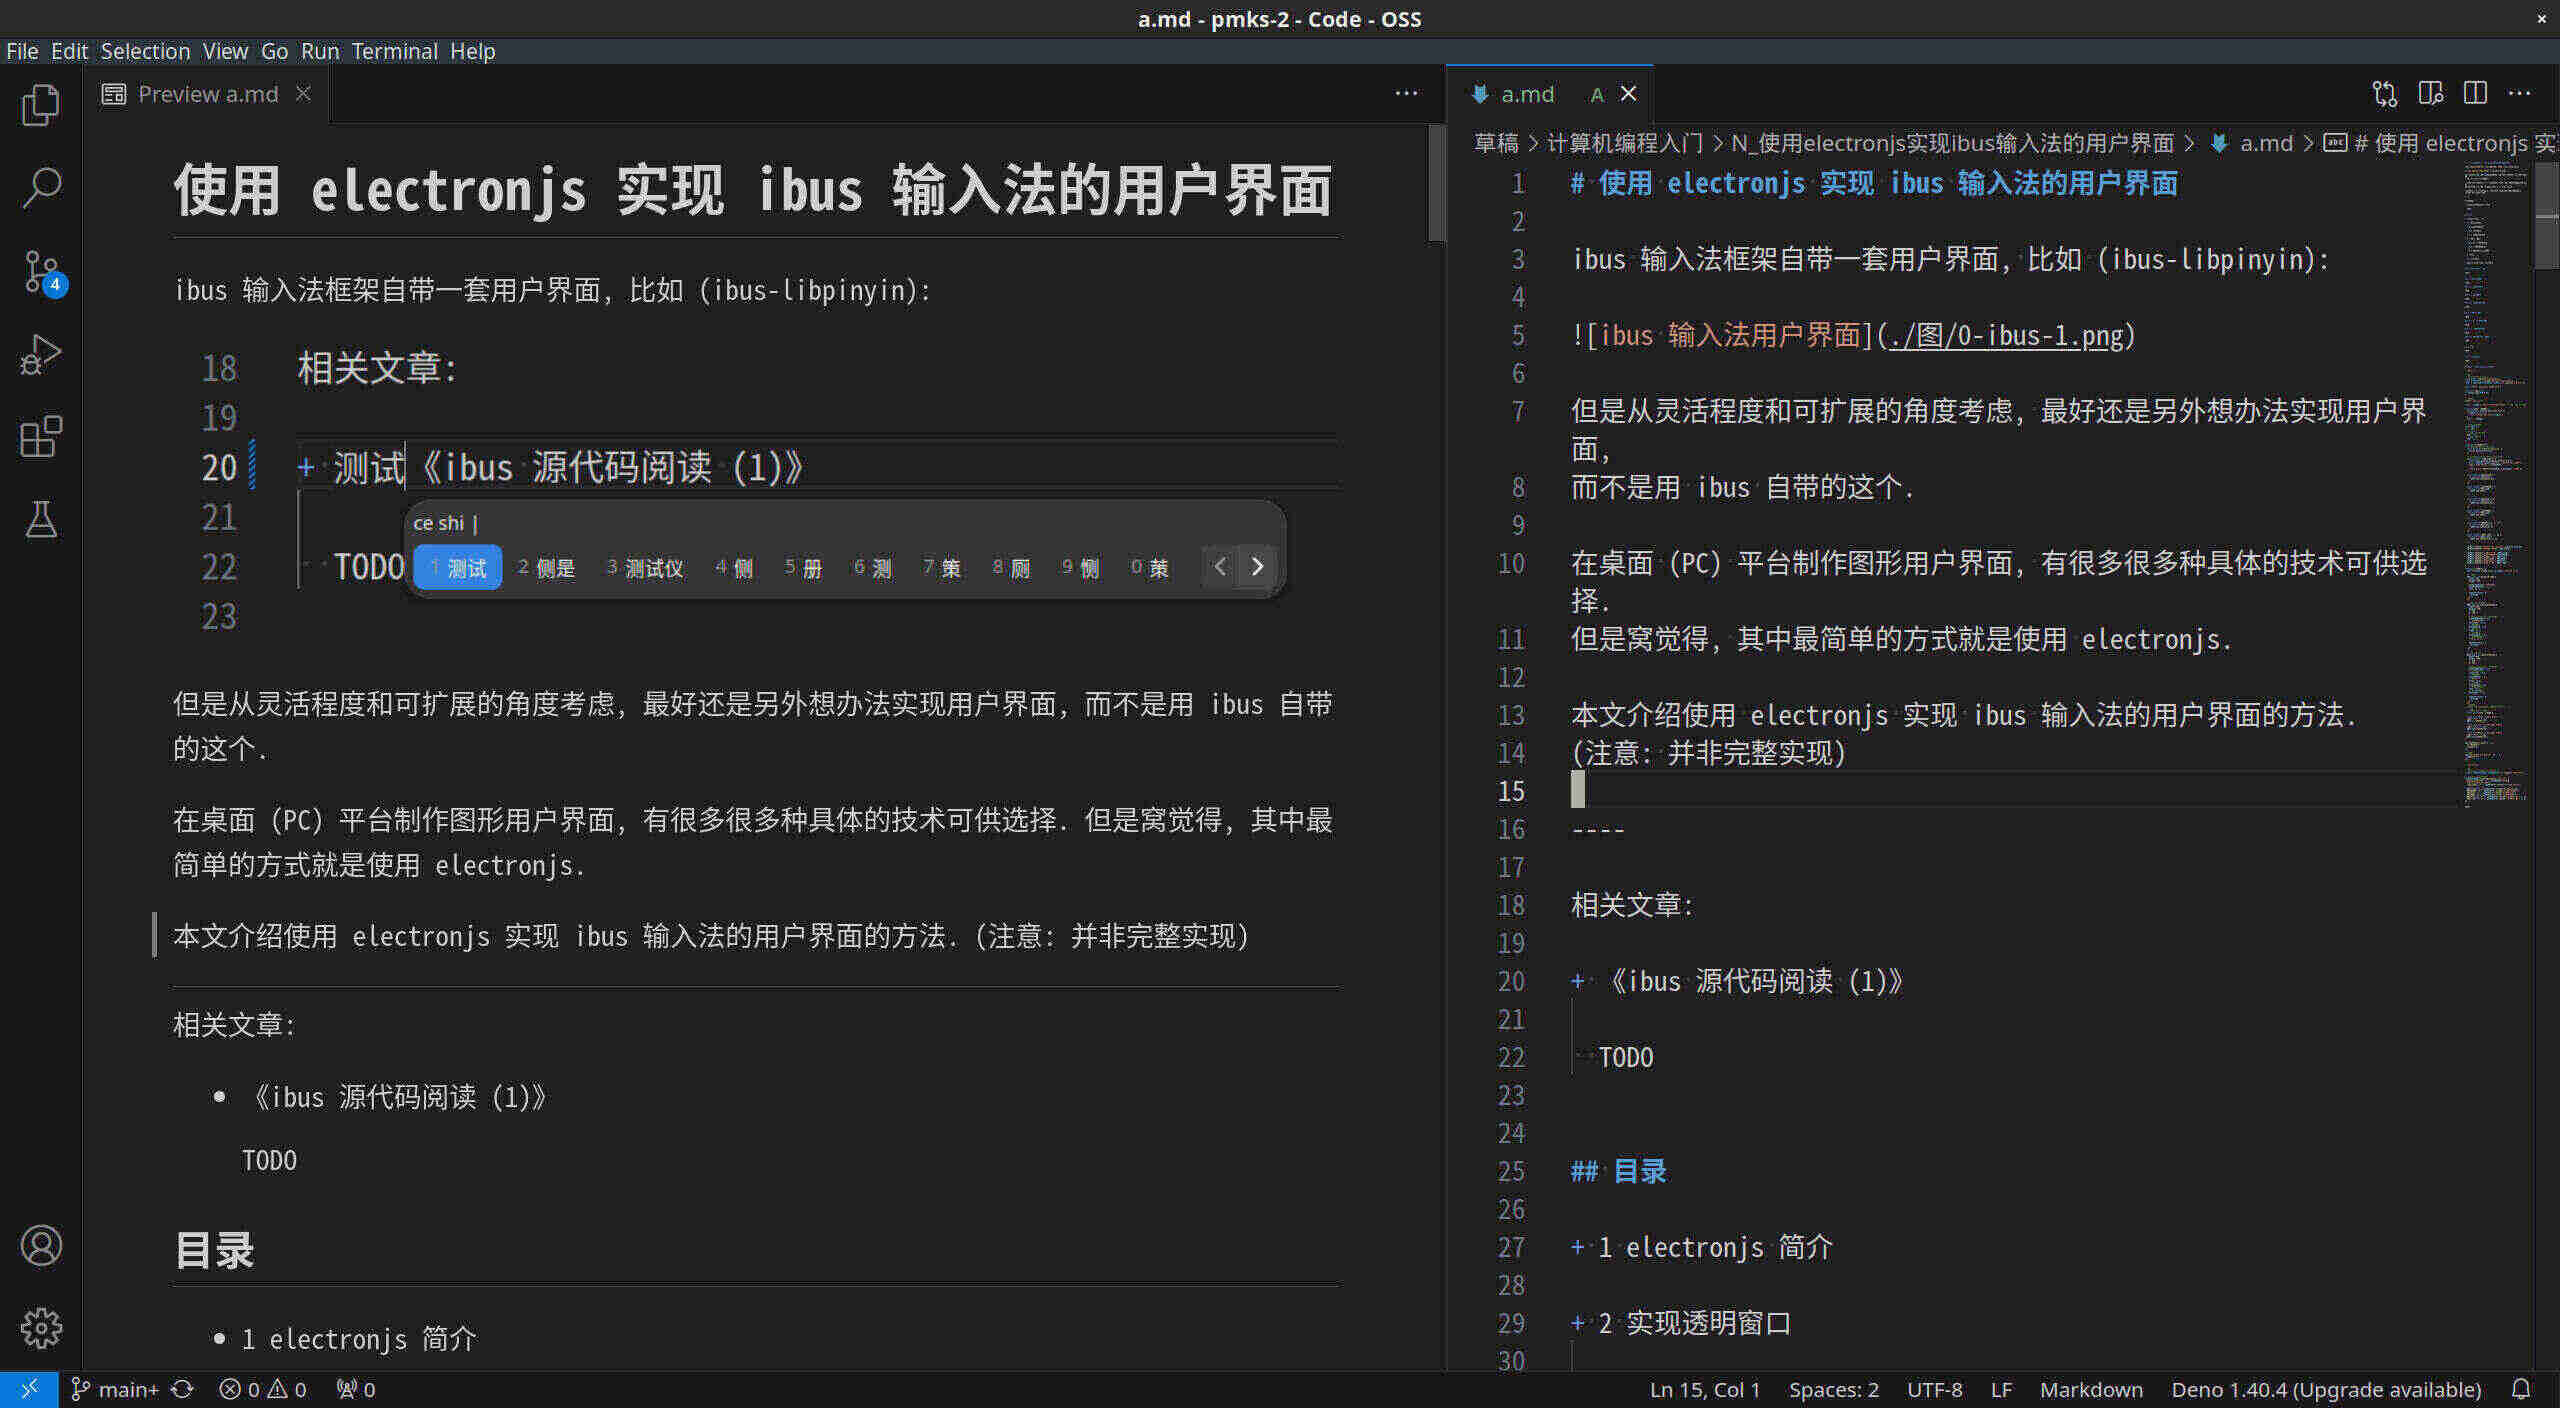 a.md - pmks-2 - Code - OSS
File Edit Selection View Go Run Terminal Help
Preview a.md
使用 electronjs 实现 ibus 输入法的用户界面
ibus 输入法框架自带一套用户界面, 比如 (ibus-libpinyin):
18 相关文章:
19
20 + 测试《ibus 源代码阅读 (1)》
21
ce shi |
22 TODO
1 测试 2 侧是 3 测试仪 4 侧 5 册 6 测 7 策 8 厕 9 恻 0 荝
23
但是从灵活程度和可扩展的角度考虑, 最好还是另外想办法实现用户界面, 而不是用 ibus 自带
的这个.
在桌面 (PC) 平台制作图形用户界面, 有很多很多种具体的技术可供选择. 但是窝觉得, 其中最
简单的方式就是使用 electronjs.
本文介绍使用 electronjs 实现 ibus 输入法的用户界面的方法. (注意: 并非完整实现)
相关文章:
• 《ibus 源代码阅读 (1)》
TODO
目录
• 1 electronjs 简介
a.md A
草稿 > 计算机编程入门 > N_使用electronjs实现ibus输入法的用户界面 > a.md > # 使用 electronjs 实
1 # 使用 electronjs 实现 ibus 输入法的用户界面
2
3 ibus 输入法框架自带一套用户界面, 比如 (ibus-libpinyin):
4
5 ![ibus 输入法用户界面](./图/0-ibus-1.png)
6
7 但是从灵活程度和可扩展的角度考虑, 最好还是另外想办法实现用户界
面,
8 而不是用 ibus 自带的这个.
9
10 在桌面 (PC) 平台制作图形用户界面, 有很多很多种具体的技术可供选
择.
11 但是窝觉得, 其中最简单的方式就是使用 electronjs.
12
13 本文介绍使用 electronjs 实现 ibus 输入法的用户界面的方法.
14 (注意: 并非完整实现)
15
16 ----
17
18 相关文章:
19
20 + 《ibus 源代码阅读 (1)》
21
22 TODO
23
24
25 ## 目录
26
27 + 1 electronjs 简介
28
29 + 2 实现透明窗口
30
4
main+ 0 0 0
Ln 15, Col 1 Spaces: 2 UTF-8 LF Markdown Deno 1.40.4 (Upgrade available)